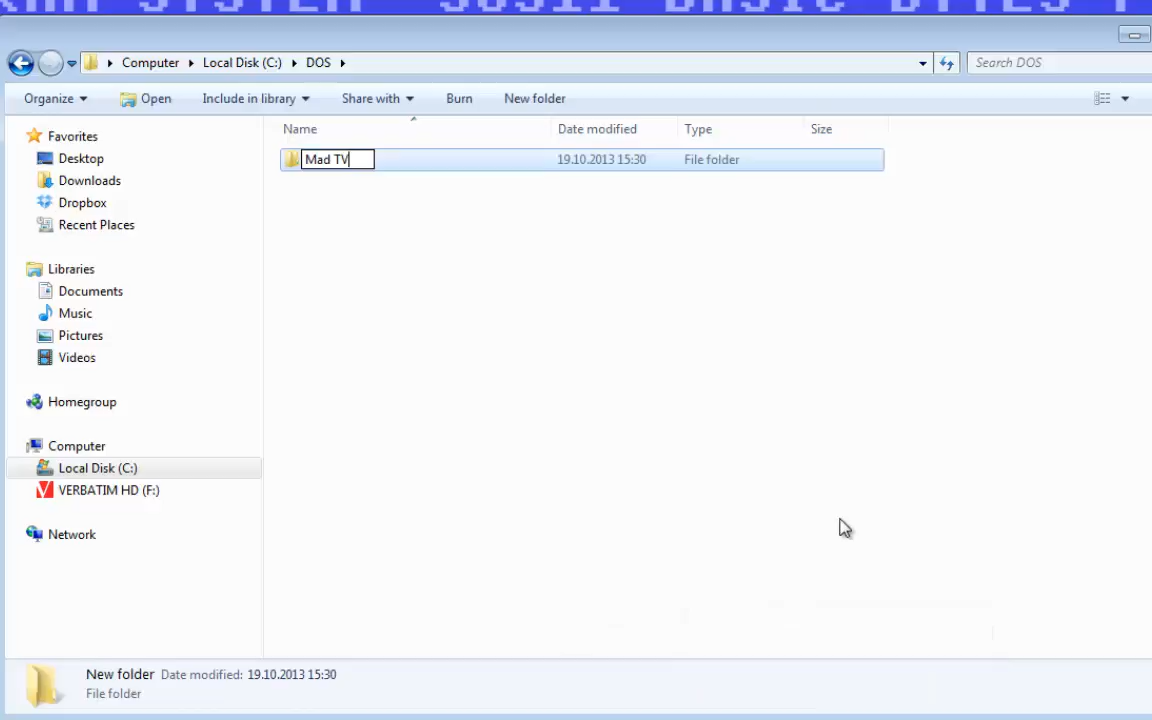 SYSTEM BASIC BYTES
Computer Local Disk (C:) DOS
Search DOS
Organize Open Include in library Share with Burn New folder
Name Date modified Type Size
Mad TV 19.10.2013 15:30 File folder
Favorites
Desktop
Downloads
Dropbox
Recent Places
Libraries
Documents
Music
Pictures
Videos
Homegroup
Computer
Local Disk (C:)
VERBATIM HD (F:)
Network
New folder Date modified: 19.10.2013 15:30
File folder